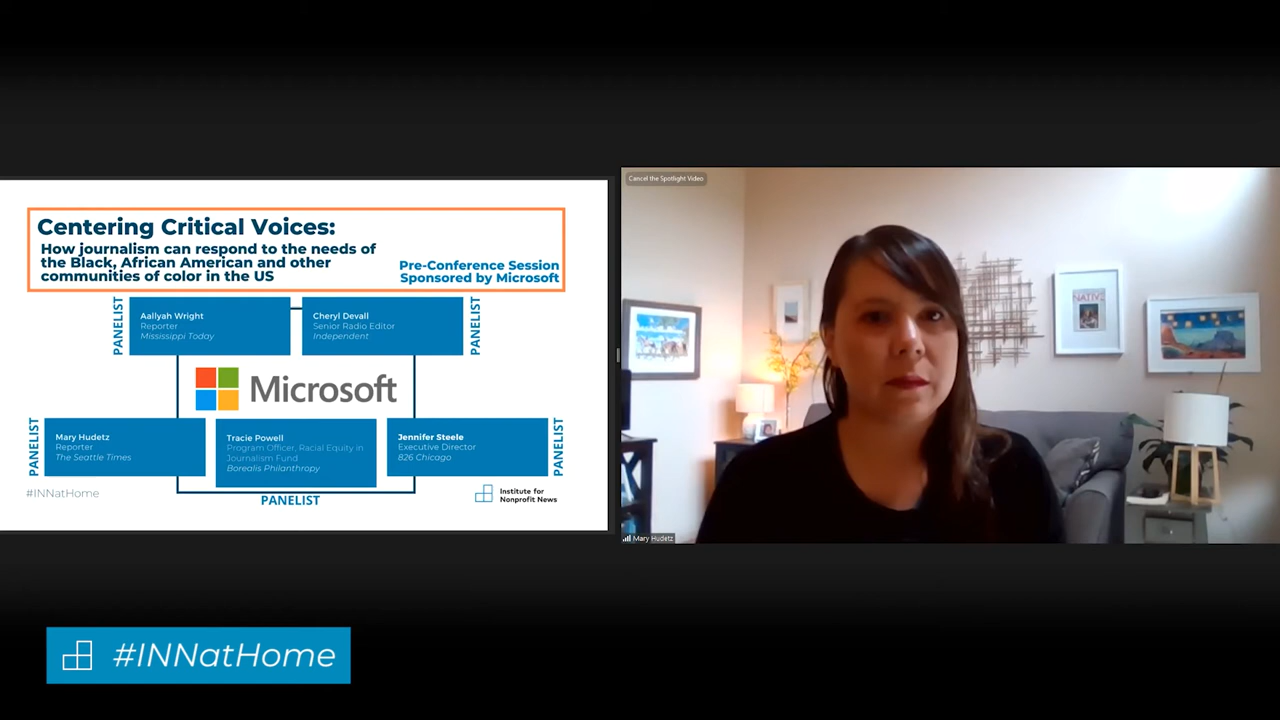 Centering Critical Voices:
How journalism can respond to the needs of
the Black, African American and other
communities of color in the US
Pre-Conference Session
Sponsored by Microsoft
PANELIST
Aallyah Wright
Reporter
Mississippi Today
Cheryl Devall
Senior Radio Editor
Independent
PANELIST
Microsoft
PANELIST
Mary Hudetz
Reporter
The Seattle Times
Tracie Powell
Program Officer, Racial Equity in
Journalism Fund
Borealis Philanthropy
Jennifer Steele
Executive Director
826 Chicago
PANELIST
#INNatHome
PANELIST
Institute for
Nonprofit News
Cancel the Spotlight Video
NATIVE
Mary Hudetz
#INNatHome